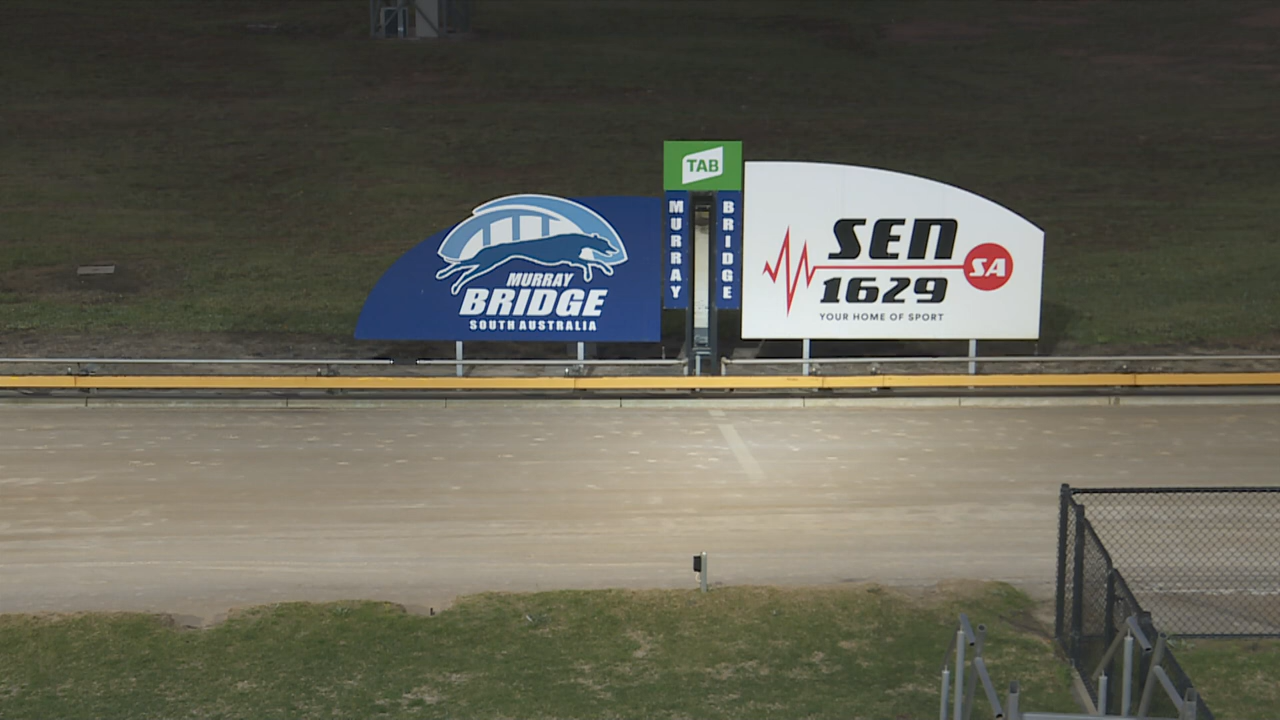 TAB
MURRAY
BRIDGE
MURRAY
BRIDGE
SOUTH AUSTRALIA
SEN
SA
1629
YOUR HOME OF SPORT